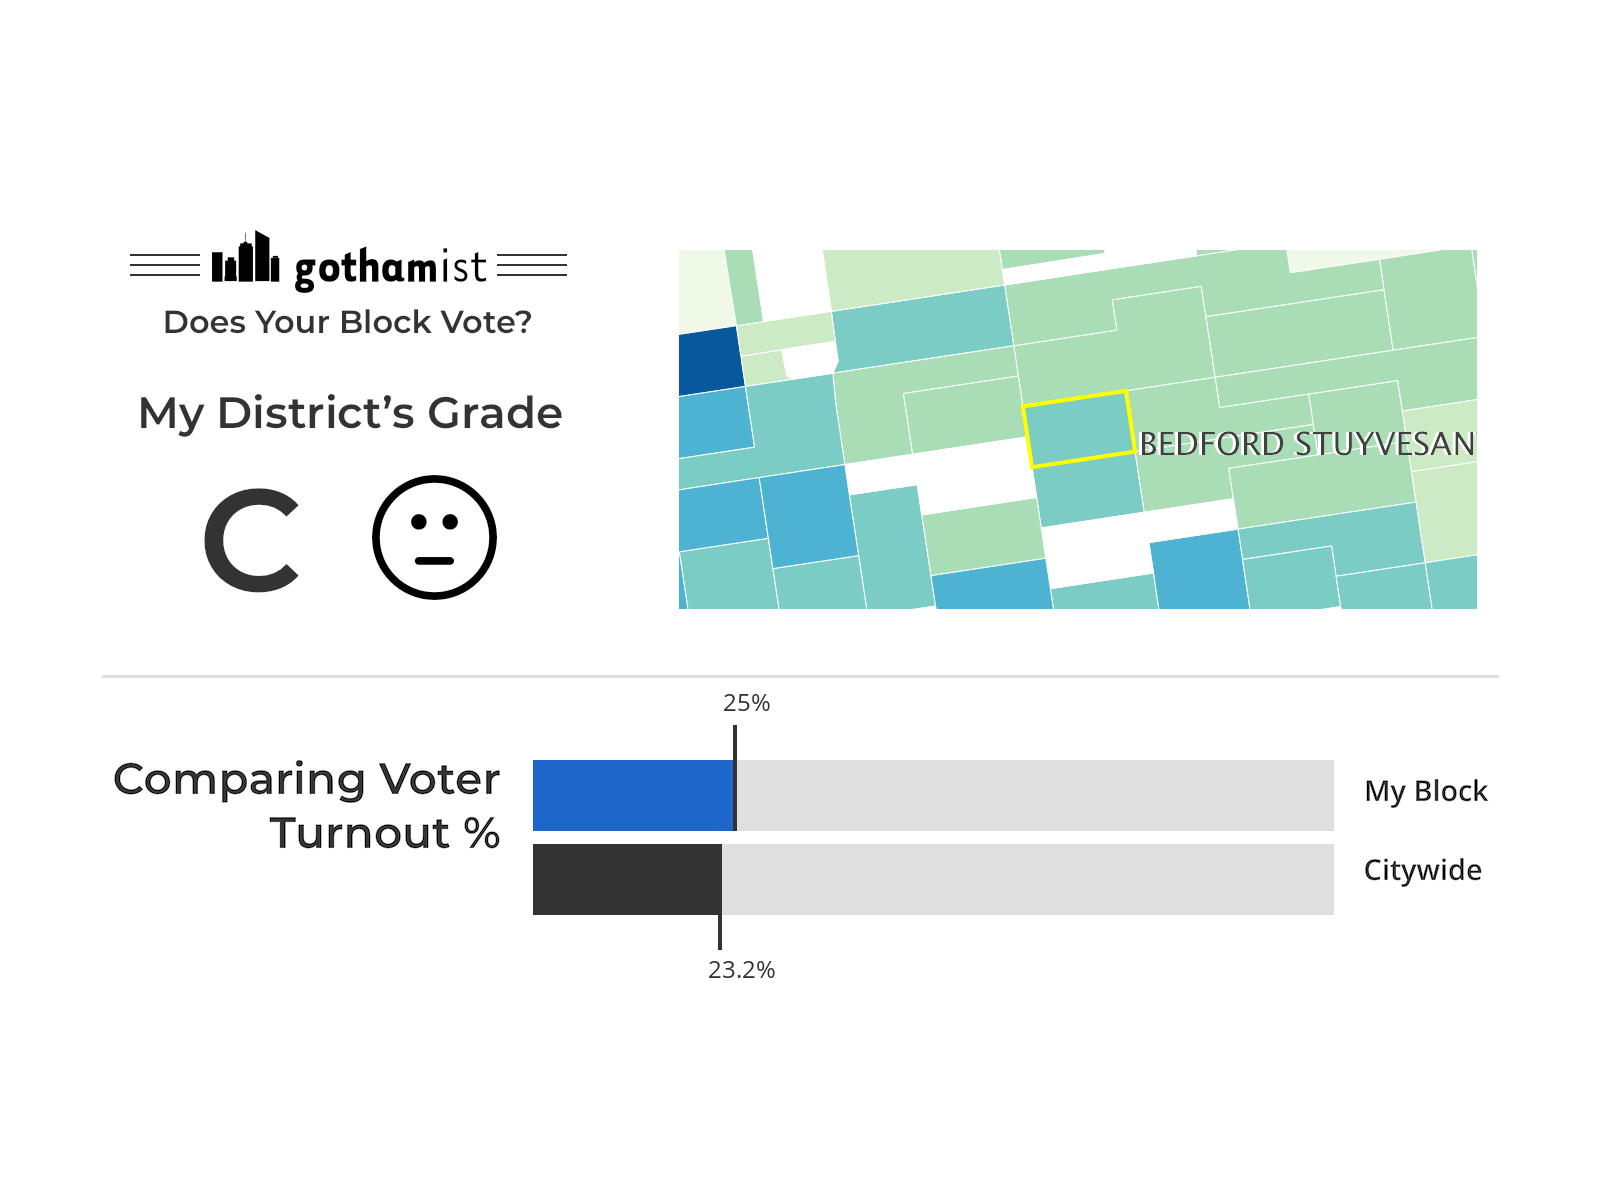 gothamist
Does Your Block Vote?
My District’s Grade
C
BEDFORD STUYVESAN
25%
Comparing Voter
Turnout %
My Block
Citywide
23.2%